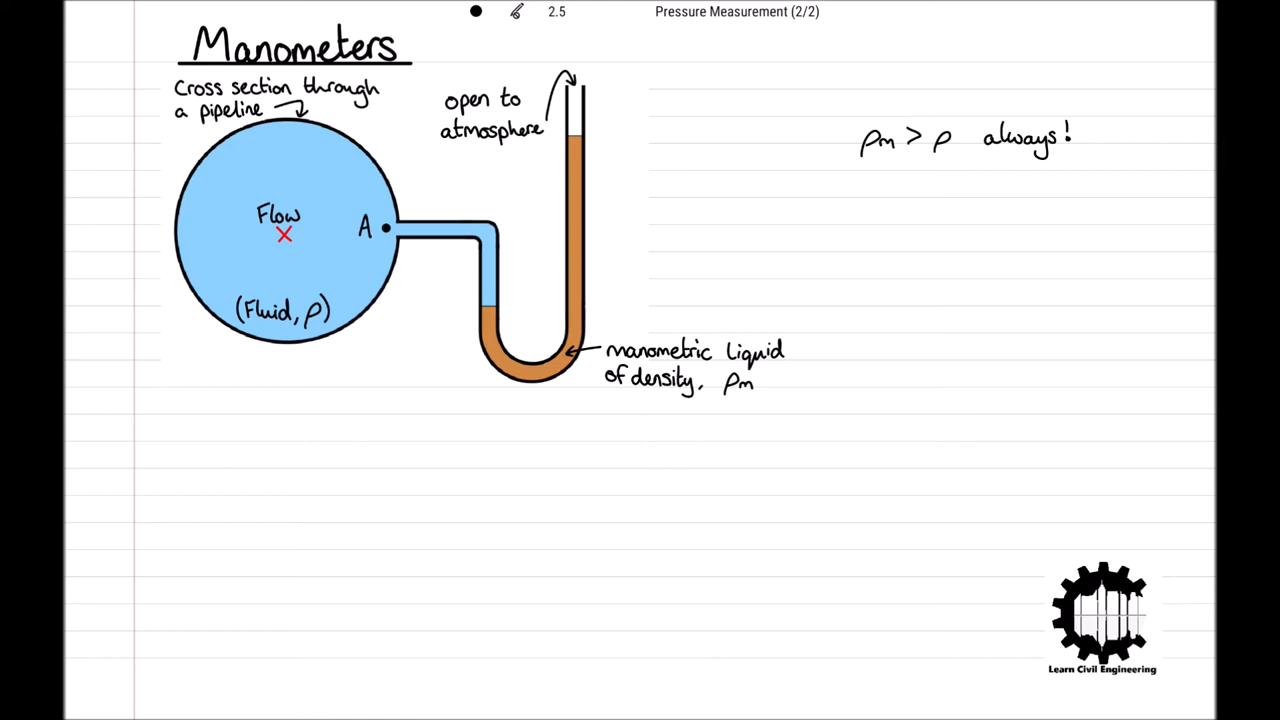 2.5 Pressure Measurement (2/2)
Manometers
Cross section through
a pipeline
open to
atmosphere
ρm > ρ always!
Flow
A
(Fluid, ρ)
manometric liquid
of density, ρm
Learn Civil Engineering